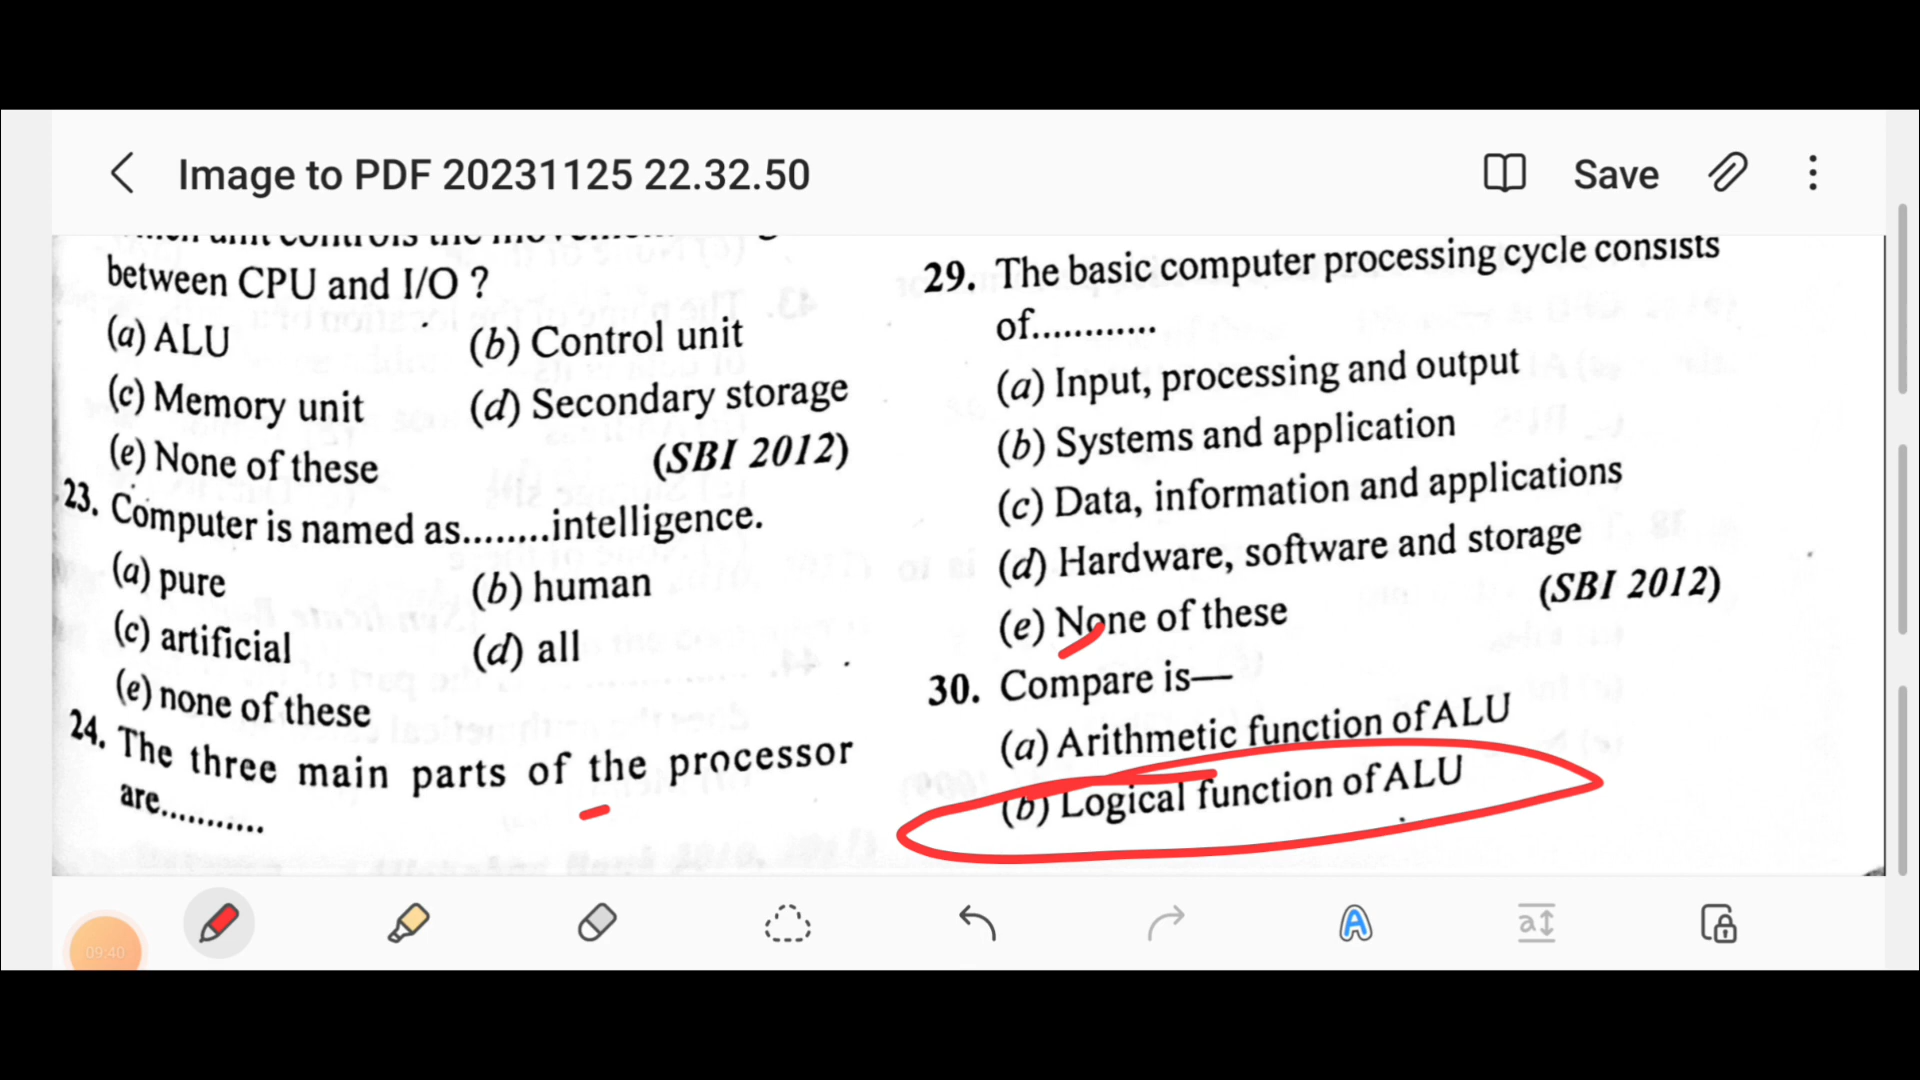 Image to PDF 20231125 22.32.50
Save
between CPU and I/O ?
(a) ALU (b) Control unit
(c) Memory unit (d) Secondary storage
(e) None of these (SBI 2012)
23. Computer is named as........intelligence.
(a) pure (b) human
(c) artificial (d) all
(e) none of these
24. The three main parts of the processor
are...........
29. The basic computer processing cycle consists
of............
(a) Input, processing and output
(b) Systems and application
(c) Data, information and applications
(d) Hardware, software and storage
(e) None of these (SBI 2012)
30. Compare is—
(a) Arithmetic function of ALU
(b) Logical function of ALU
09:40